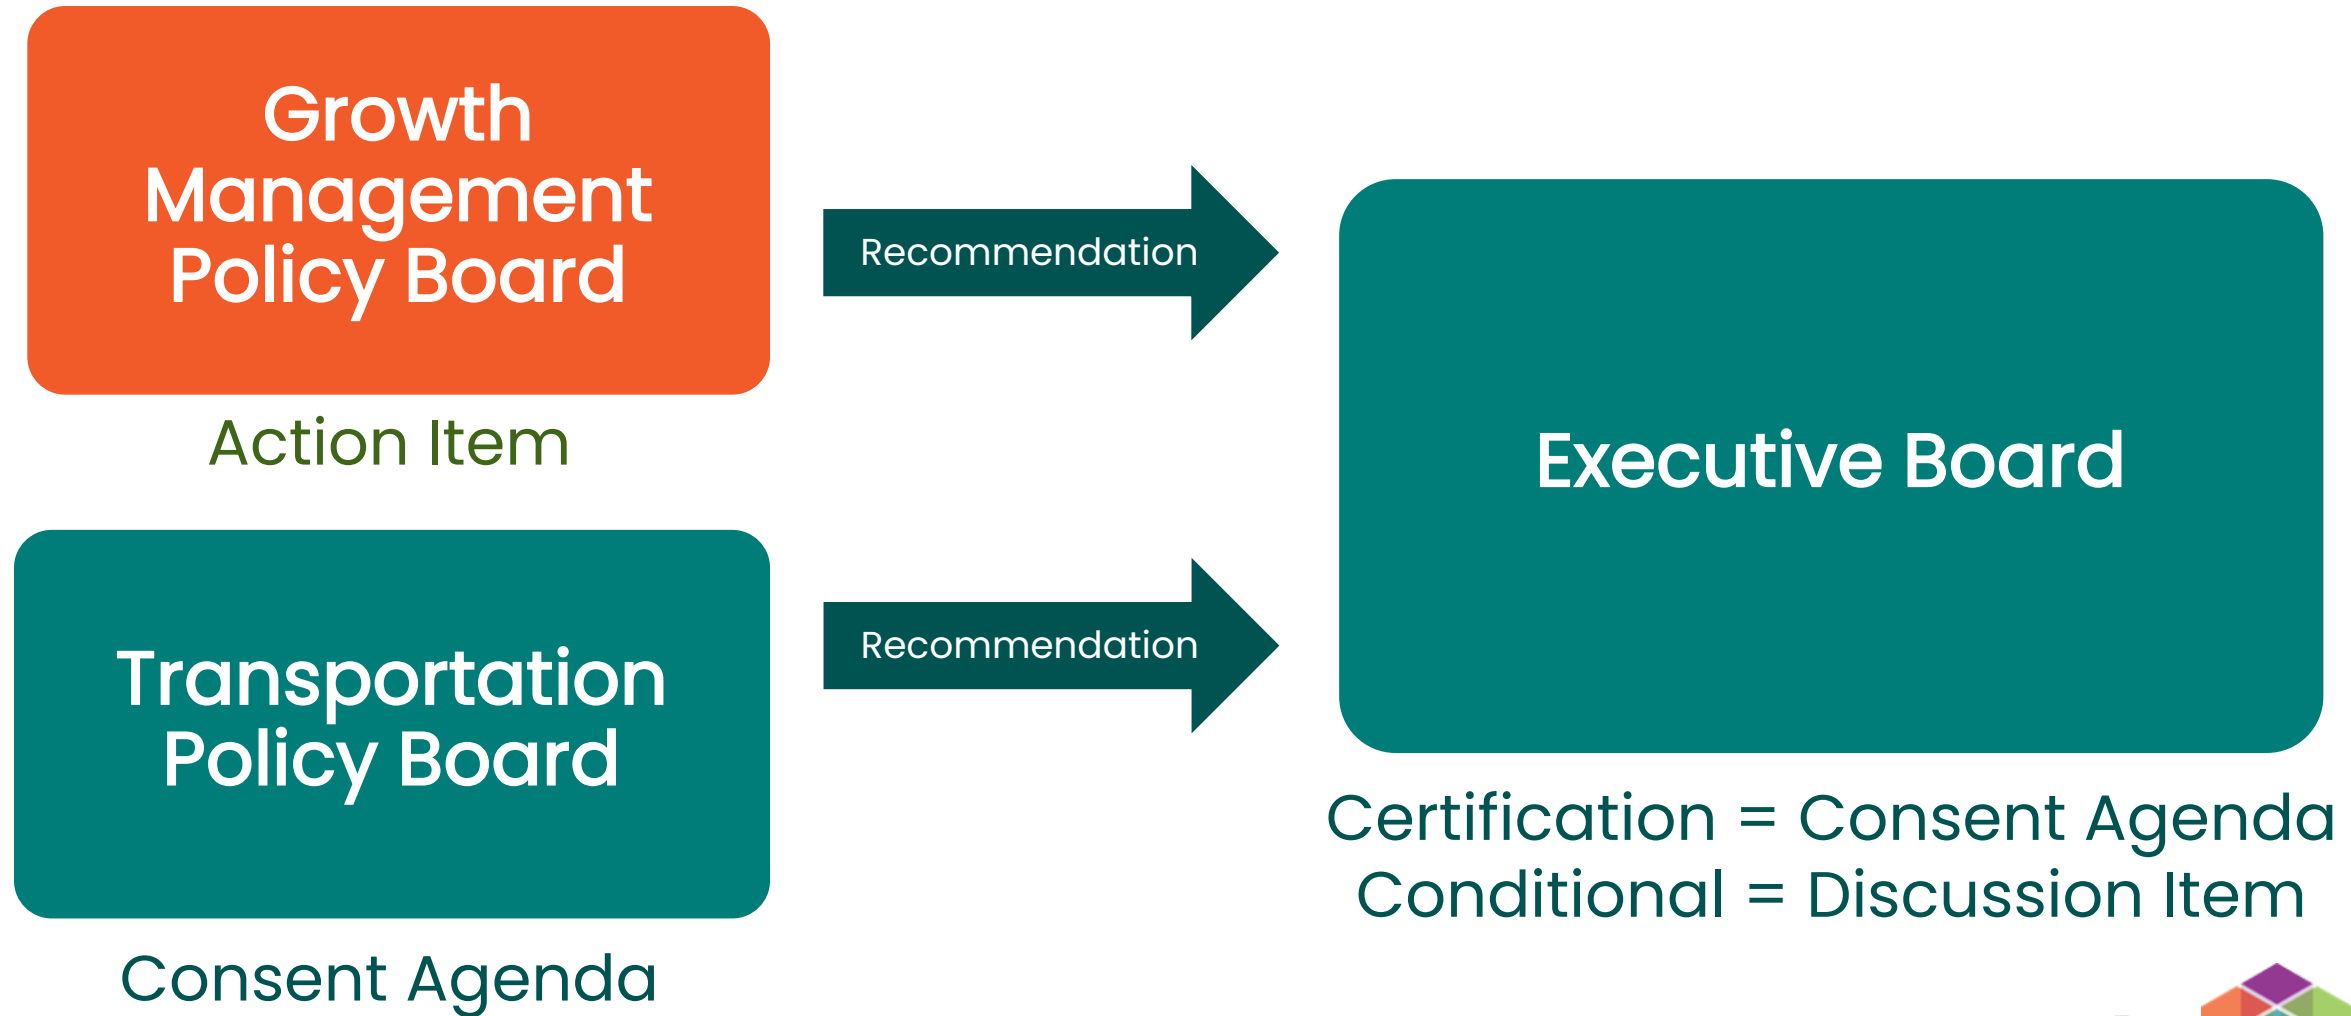 Growth
Management
Policy Board
Action Item
Recommendation
Transportation
Policy Board
Consent Agenda
Recommendation
Executive Board
Certification = Consent Agenda
Conditional = Discussion Item